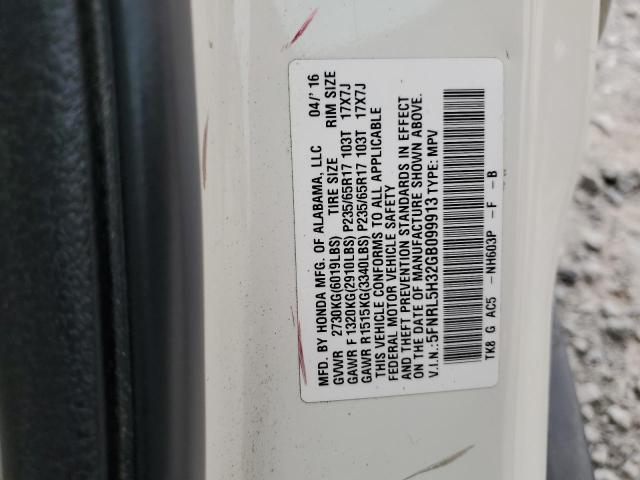 MFD. BY HONDA MFG. OF ALABAMA, LLC 04/'16
GVWR 2730KG(6019LBS) TIRE SIZE RIM SIZE
GAWR F 1320KG(2910LBS) P235/65R17 103T 17X7J
GAWR R1515KG(3340LBS) P235/65R17 103T 17X7J
THIS VEHICLE CONFORMS TO ALL APPLICABLE
FEDERAL MOTOR VEHICLE SAFETY
AND THEFT PREVENTION STANDARDS IN EFFECT
ON THE DATE OF MANUFACTURE SHOWN ABOVE.
V.I.N.:5FNRL5H32GB099913 TYPE: MPV
TK8 G AC5 - NH603P - F - B